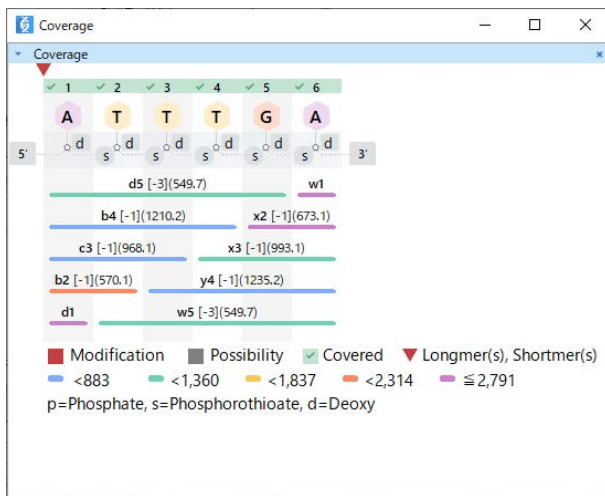 Coverage
Coverage
1 2 3 4 5 6
A T T T G A
d d d d d d
5' s s s s s 3'
d5 [-3](549.7) w1
b4 [-1](1210.2) x2 [-1](673.1)
c3 [-1](968.1) x3 [-1](993.1)
b2 [-1](570.1) y4 [-1](1235.2)
d1 w5 [-3](549.7)
Modification Possibility Covered Longmer(s), Shortmer(s)
<883 <1,360 <1,837 <2,314 ≦2,791
p=Phosphate, s=Phosphorothioate, d=Deoxy